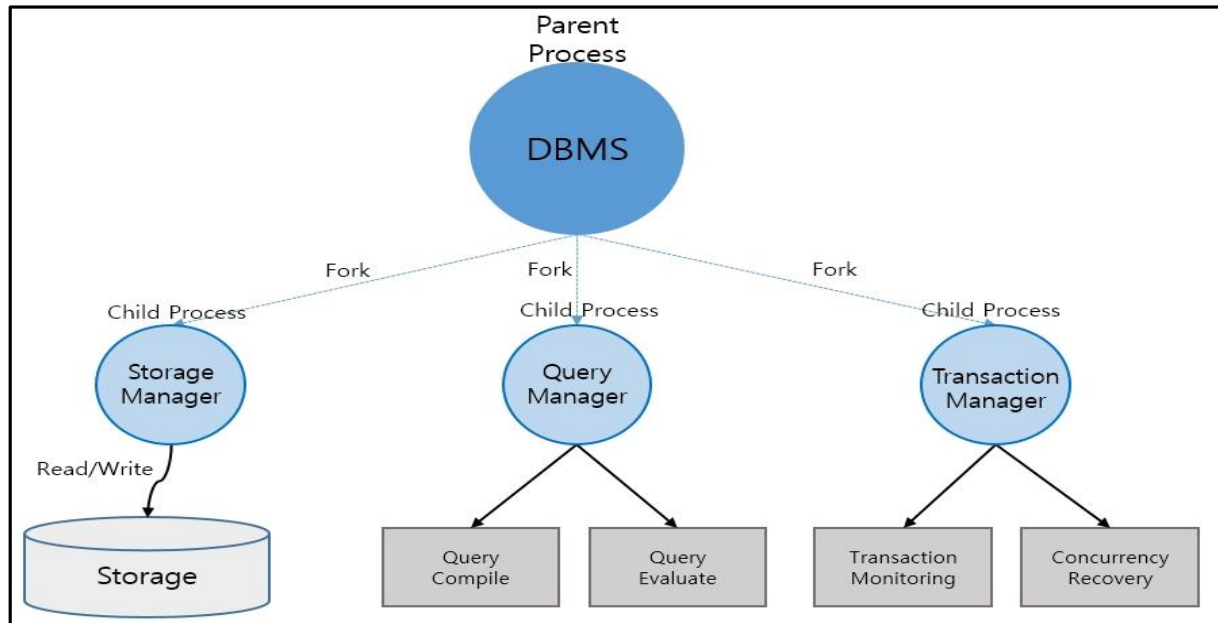 Parent
Process
DBMS
Fork
Fork
Fork
Child Process
Child Process
Child Process
Storage
Manager
Query
Manager
Transaction
Manager
Read/Write
Storage
Query
Compile
Query
Evaluate
Transaction
Monitoring
Concurrency
Recovery